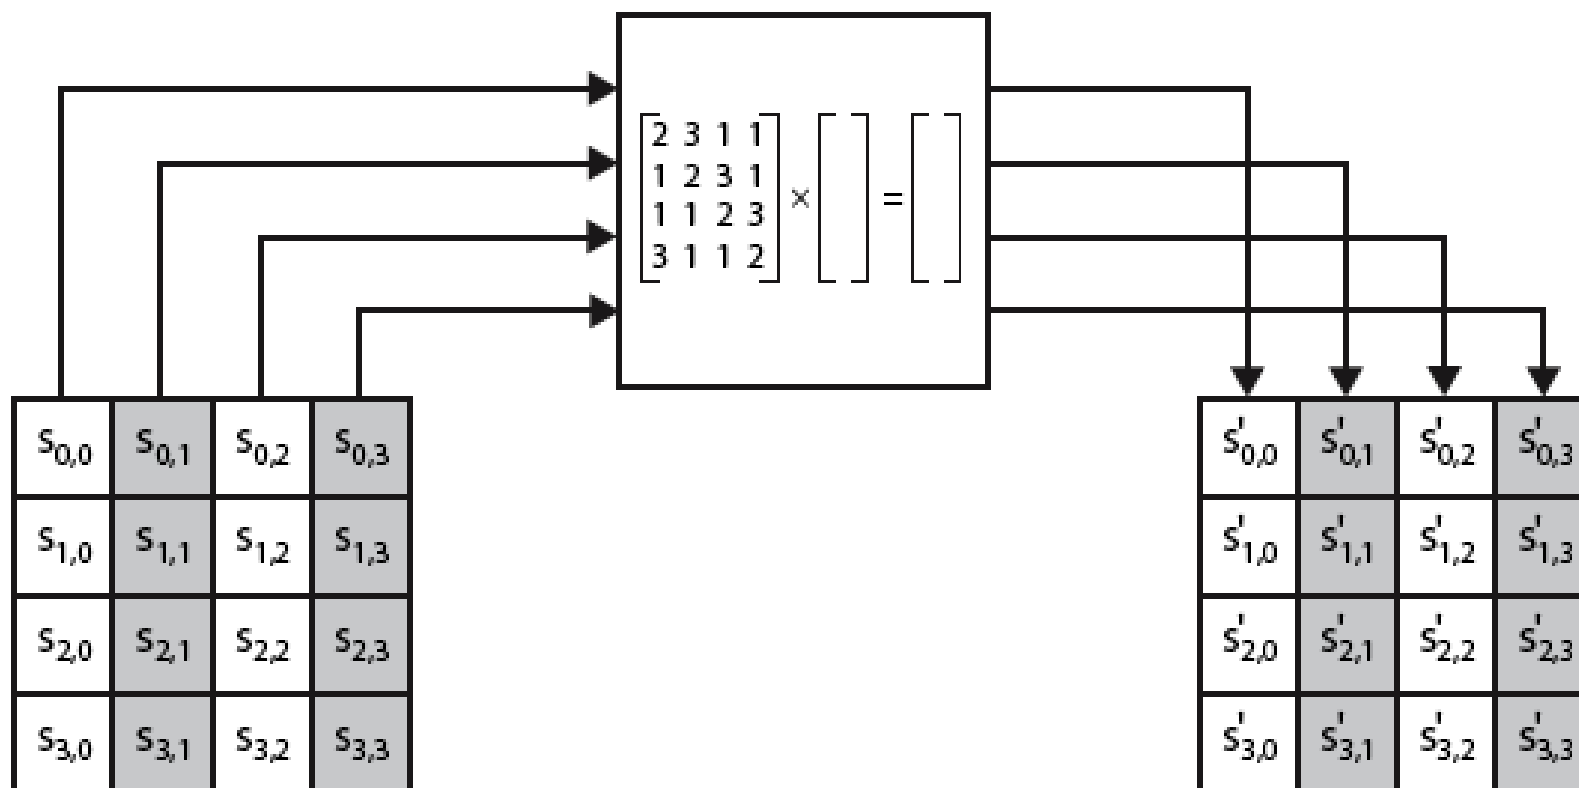 2 3 1 1
1 2 3 1
1 1 2 3
3 1 1 2
× =
S0,0 S0,1 S0,2 S0,3
S1,0 S1,1 S1,2 S1,3
S2,0 S2,1 S2,2 S2,3
S3,0 S3,1 S3,2 S3,3
S'0,0 S'0,1 S'0,2 S'0,3
S'1,0 S'1,1 S'1,2 S'1,3
S'2,0 S'2,1 S'2,2 S'2,3
S'3,0 S'3,1 S'3,2 S'3,3